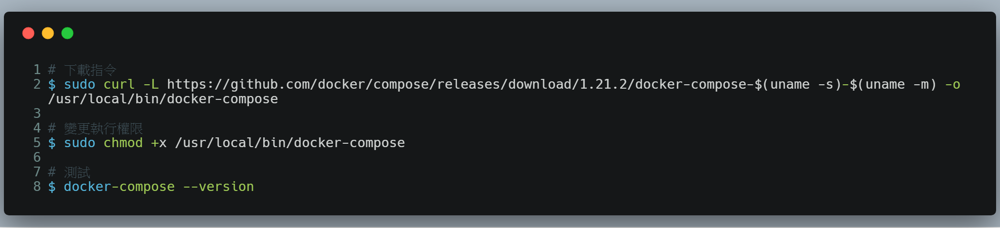 1 # 下載指令
2 $ sudo curl -L https://github.com/docker/compose/releases/download/1.21.2/docker-compose-$(uname -s)-$(uname -m) -o
/usr/local/bin/docker-compose
3
4 # 變更執行權限
5 $ sudo chmod +x /usr/local/bin/docker-compose
6
7 # 測試
8 $ docker-compose --version